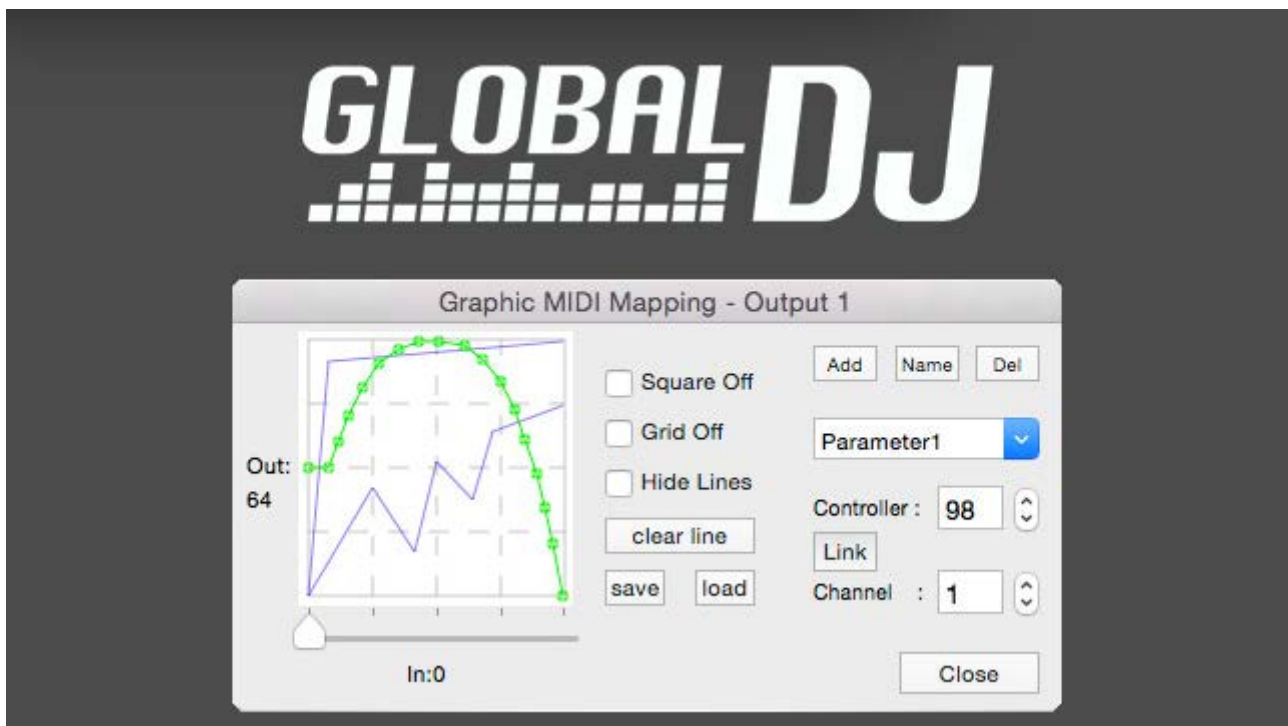 GLOBAL DJ
Graphic MIDI Mapping - Output 1
Out:
64
In:0
Square Off
Grid Off
Hide Lines
clear line
save load
Add Name Del
Parameter1
Controller : 98
Link
Channel : 1
Close